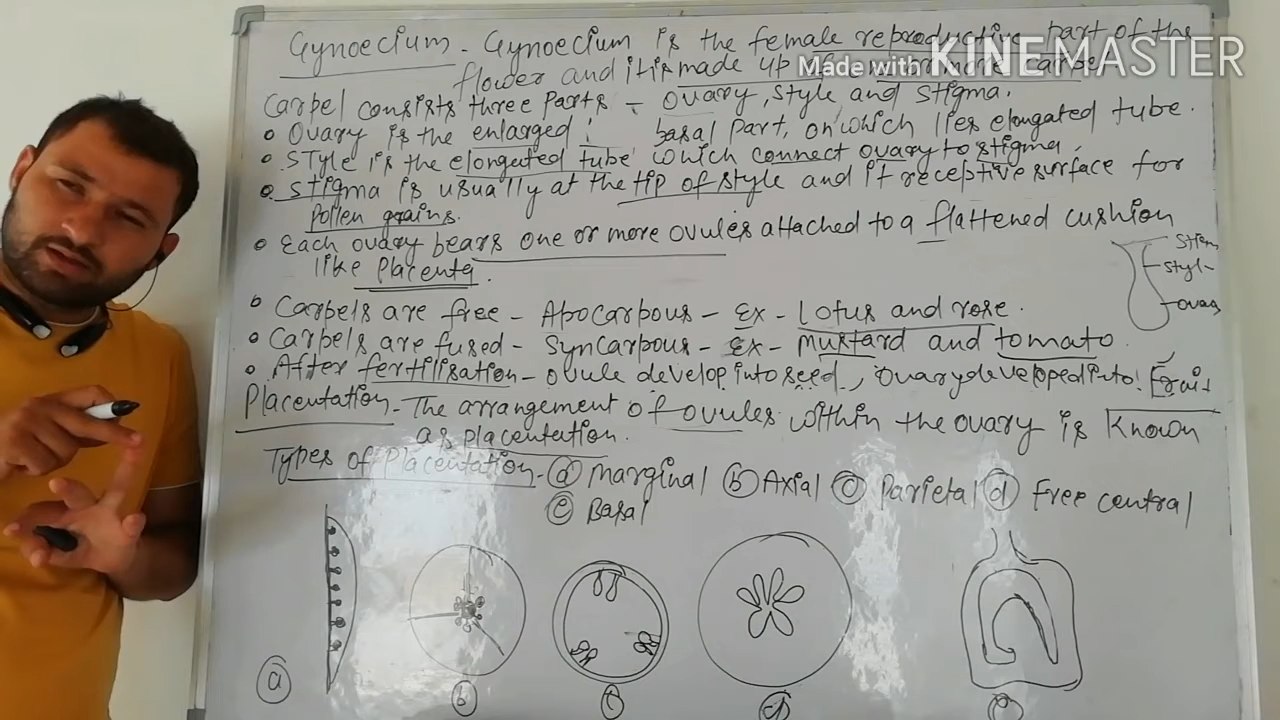 Gynoecium - Gynoecium is the female reproductive part of the
flower and it is made up
Made with KINEMASTER
Carpel consists three parts - ovary, style and stigma.
• Ovary is the enlarged basal part, on which lies elongated tube.
• Style is the elongated tube which connect ovary to stigma.
• Stigma is usually at the tip of style and it receptive surface for
Pollen grains.
• Each ovary bears one or more ovules attached to a flattened cushion
like Placenta.
style
• Carpels are free - Apocarpous - Ex - Lotus and rose.
• Carpels are fused - Syncarpous - Ex - mustard and tomato.
• After fertilisation - ovule develop into seed, ovary developed into
Placentation - The arrangement of ovules within the ovary is known
as placentation.
Types of Placentation - (a) Marginal (b) Axial (c) Parietal (d) Free central
(e) Basal
(a)
(b)
(c)
(d)